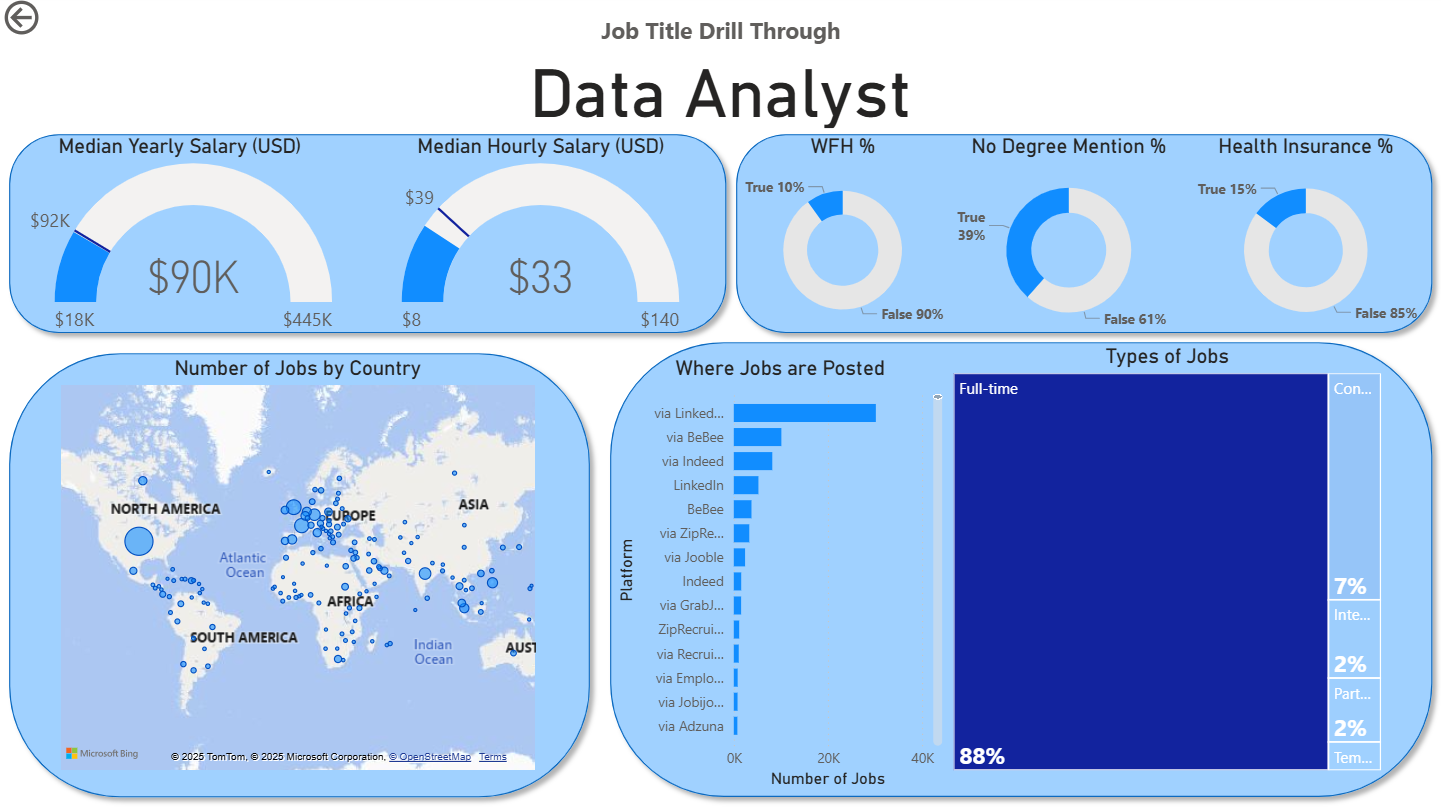 Job Title Drill Through
Data Analyst
Median Yearly Salary (USD)
$92K
$90K
$18K
$445K
Median Hourly Salary (USD)
$39
$33
$8
$140
WFH %
True 10%
False 90%
No Degree Mention %
True
39%
False 61%
Health Insurance %
True 15%
False 85%
Number of Jobs by Country
NORTH AMERICA
EUROPE
ASIA
Atlantic
Ocean
AFRICA
SOUTH AMERICA
Indian
Ocean
AUST
Microsoft Bing
© 2025 TomTom, © 2025 Microsoft Corporation, © OpenStreetMap Terms
Where Jobs are Posted
Platform
via Linked...
via BeBee
via Indeed
LinkedIn
BeBee
via ZipRe...
via Jooble
Indeed
via GrabJ...
ZipRecrui...
via Recrui...
via Emplo...
via Jobijo...
via Adzuna
0K
20K
40K
Number of Jobs
Types of Jobs
Full-time
88%
Con...
7%
Inte...
2%
Part...
2%
Tem...